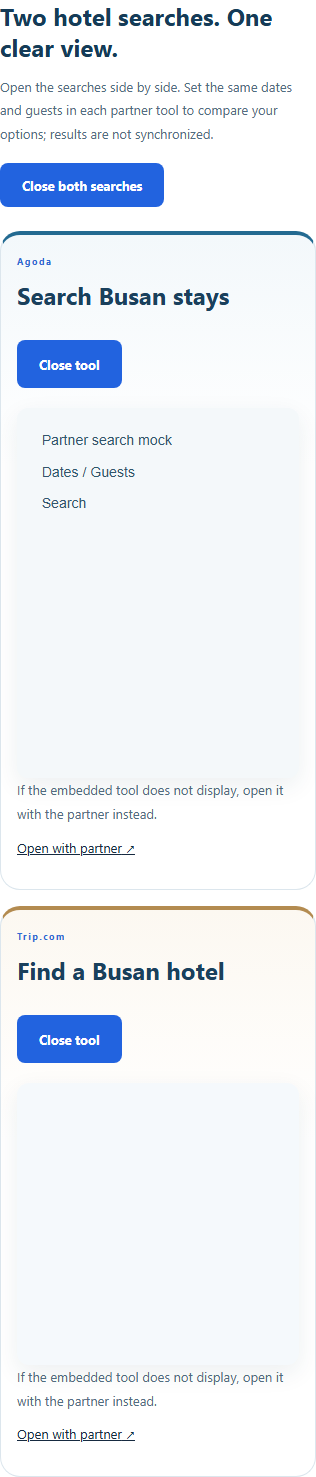 Two hotel searches. One
clear view.
Open the searches side by side. Set the same dates
and guests in each partner tool to compare your
options; results are not synchronized.
Close both searches
Agoda
Search Busan stays
Close tool
Partner search mock
Dates / Guests
Search
If the embedded tool does not display, open it
with the partner instead.
Open with partner ↗
Trip.com
Find a Busan hotel
Close tool
If the embedded tool does not display, open it
with the partner instead.
Open with partner ↗